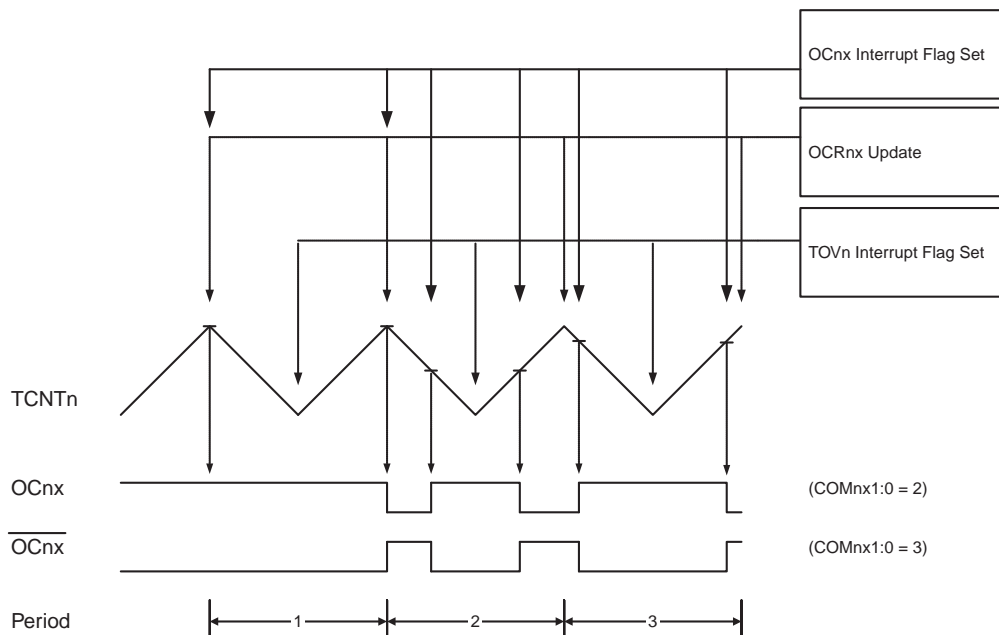 OCnx Interrupt Flag Set
OCRnx Update
TOVn Interrupt Flag Set
TCNTn
OCnx
(COMnx1:0 = 2)
OCnx
(COMnx1:0 = 3)
Period
1
2
3